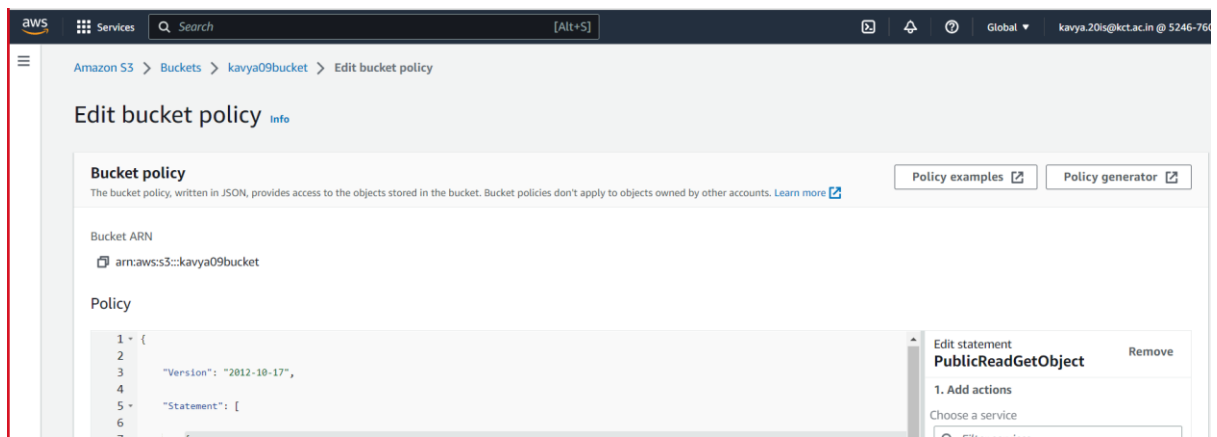 aws Services Search [Alt+S] Global kavya.20is@kct.ac.in @ 5246-760
Amazon S3 > Buckets > kavya09bucket > Edit bucket policy
Edit bucket policy Info
Bucket policy
The bucket policy, written in JSON, provides access to the objects stored in the bucket. Bucket policies don't apply to objects owned by other accounts. Learn more
Policy examples Policy generator
Bucket ARN
arn:aws:s3:::kavya09bucket
Policy
1 {
2
3 "Version": "2012-10-17",
4
5 "Statement": [
6
Edit statement
PublicReadGetObject
Remove
1. Add actions
Choose a service